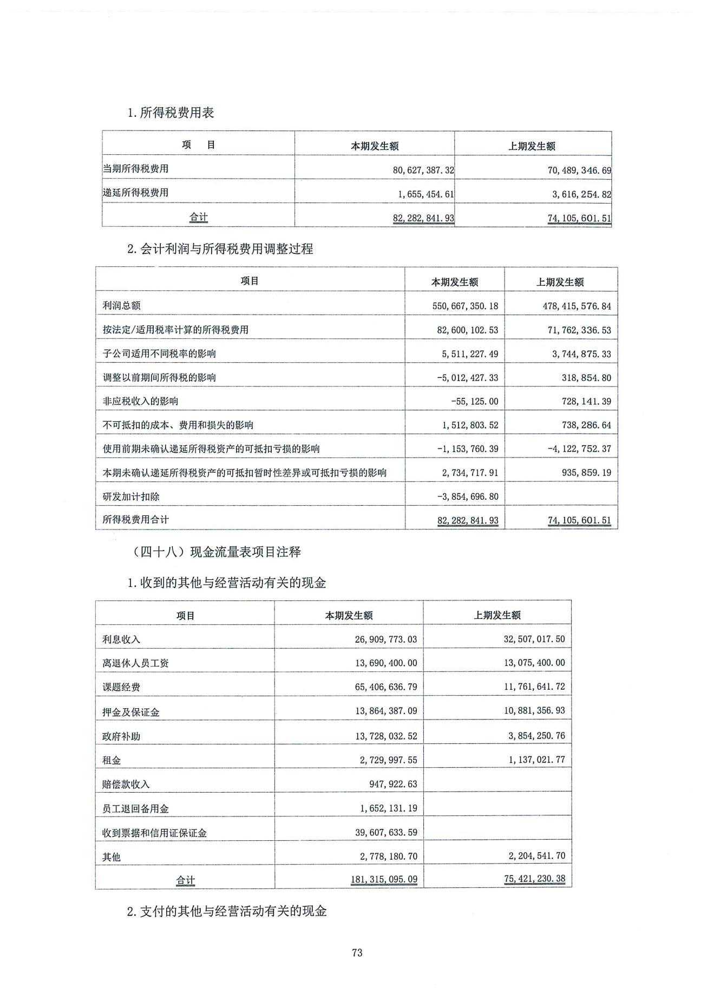 1.所得税费用表
项 目 本期发生额 上期发生额
当期所得税费用 80,627,387.32 70,489,346.69
递延所得税费用 1,655,454.61 3,616,254.82
合计 82,282,841.93 74,105,601.51
2.会计利润与所得税费用调整过程
项目 本期发生额 上期发生额
利润总额 550,667,350.18 478,415,576.84
按法定/适用税率计算的所得税费用 82,600,102.53 71,762,336.53
子公司适用不同税率的影响 5,511,227.49 3,744,875.33
调整以前期间所得税的影响 -5,012,427.33 318,854.80
非应税收入的影响 -55,125.00 728,141.39
不可抵扣的成本、费用和损失的影响 1,512,803.52 738,286.64
使用前期未确认递延所得税资产的可抵扣亏损的影响 -1,153,760.39 -4,122,752.37
本期未确认递延所得税资产的可抵扣暂时性差异或可抵扣亏损的影响 2,734,717.91 935,859.19
研发加计扣除 -3,854,696.80
所得税费用合计 82,282,841.93 74,105,601.51
（四十八）现金流量表项目注释
1.收到的其他与经营活动有关的现金
项目 本期发生额 上期发生额
利息收入 26,909,773.03 32,507,017.50
离退休人员工资 13,690,400.00 13,075,400.00
课题经费 65,406,636.79 11,761,641.72
押金及保证金 13,864,387.09 10,881,356.93
政府补助 13,728,032.52 3,854,250.76
租金 2,729,997.55 1,137,021.77
赔偿款收入 947,922.63
员工退回备用金 1,652,131.19
收到票据和信用证保证金 39,607,633.59
其他 2,778,180.70 2,204,541.70
合计 181,315,095.09 75,421,230.38
2.支付的其他与经营活动有关的现金
73